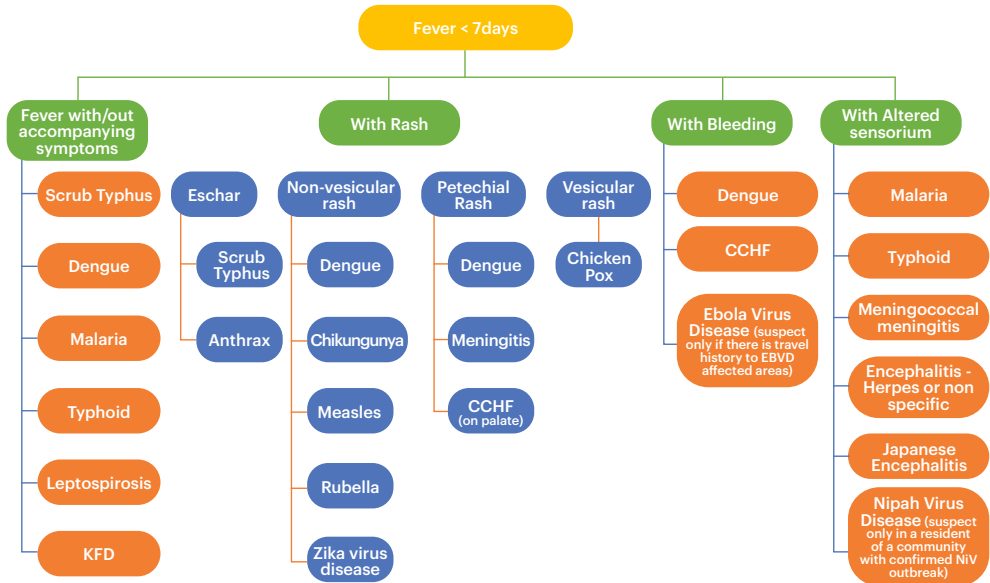 Fever < 7days
Fever with/out
accompanying
symptoms
With Rash
With Bleeding
With Altered
sensorium
Scrub Typhus
Dengue
Malaria
Typhoid
Leptospirosis
KFD
Eschar
Scrub
Typhus
Anthrax
Non-vesicular
rash
Dengue
Chikungunya
Measles
Rubella
Zika virus
disease
Petechial
Rash
Dengue
Meningitis
CCHF
(on palate)
Vesicular
rash
Chicken
Pox
Dengue
CCHF
Ebola Virus
Disease (suspect
only if there is travel
history to EBVD
affected areas)
Malaria
Typhoid
Meningococcal
meningitis
Encephalitis -
Herpes or non
specific
Japanese
Encephalitis
Nipah Virus
Disease (suspect
only in a resident
of a community
with confirmed NiV
outbreak)